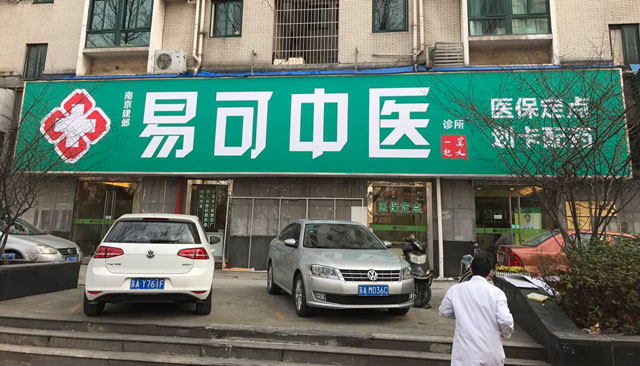 南京建邺
易可中医
诊所
医保定点
划卡配药
医保定点
苏A·Y761F
苏A·M036C